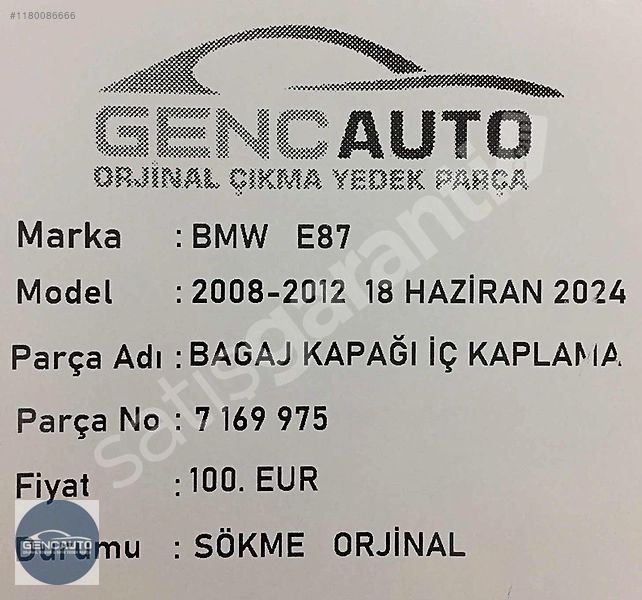 #1180086666
GENCAUTO
ORJİNAL ÇIKMA YEDEK PARÇA
Marka : BMW E87
Model : 2008-2012 18 HAZİRAN 2024
Parça Adı : BAGAJ KAPAĞI İÇ KAPLAMA
Parça No : 7 169 975
Fiyat : 100. EUR
Durumu : SÖKME ORJİNAL
GENCAUTO
satışgaranti